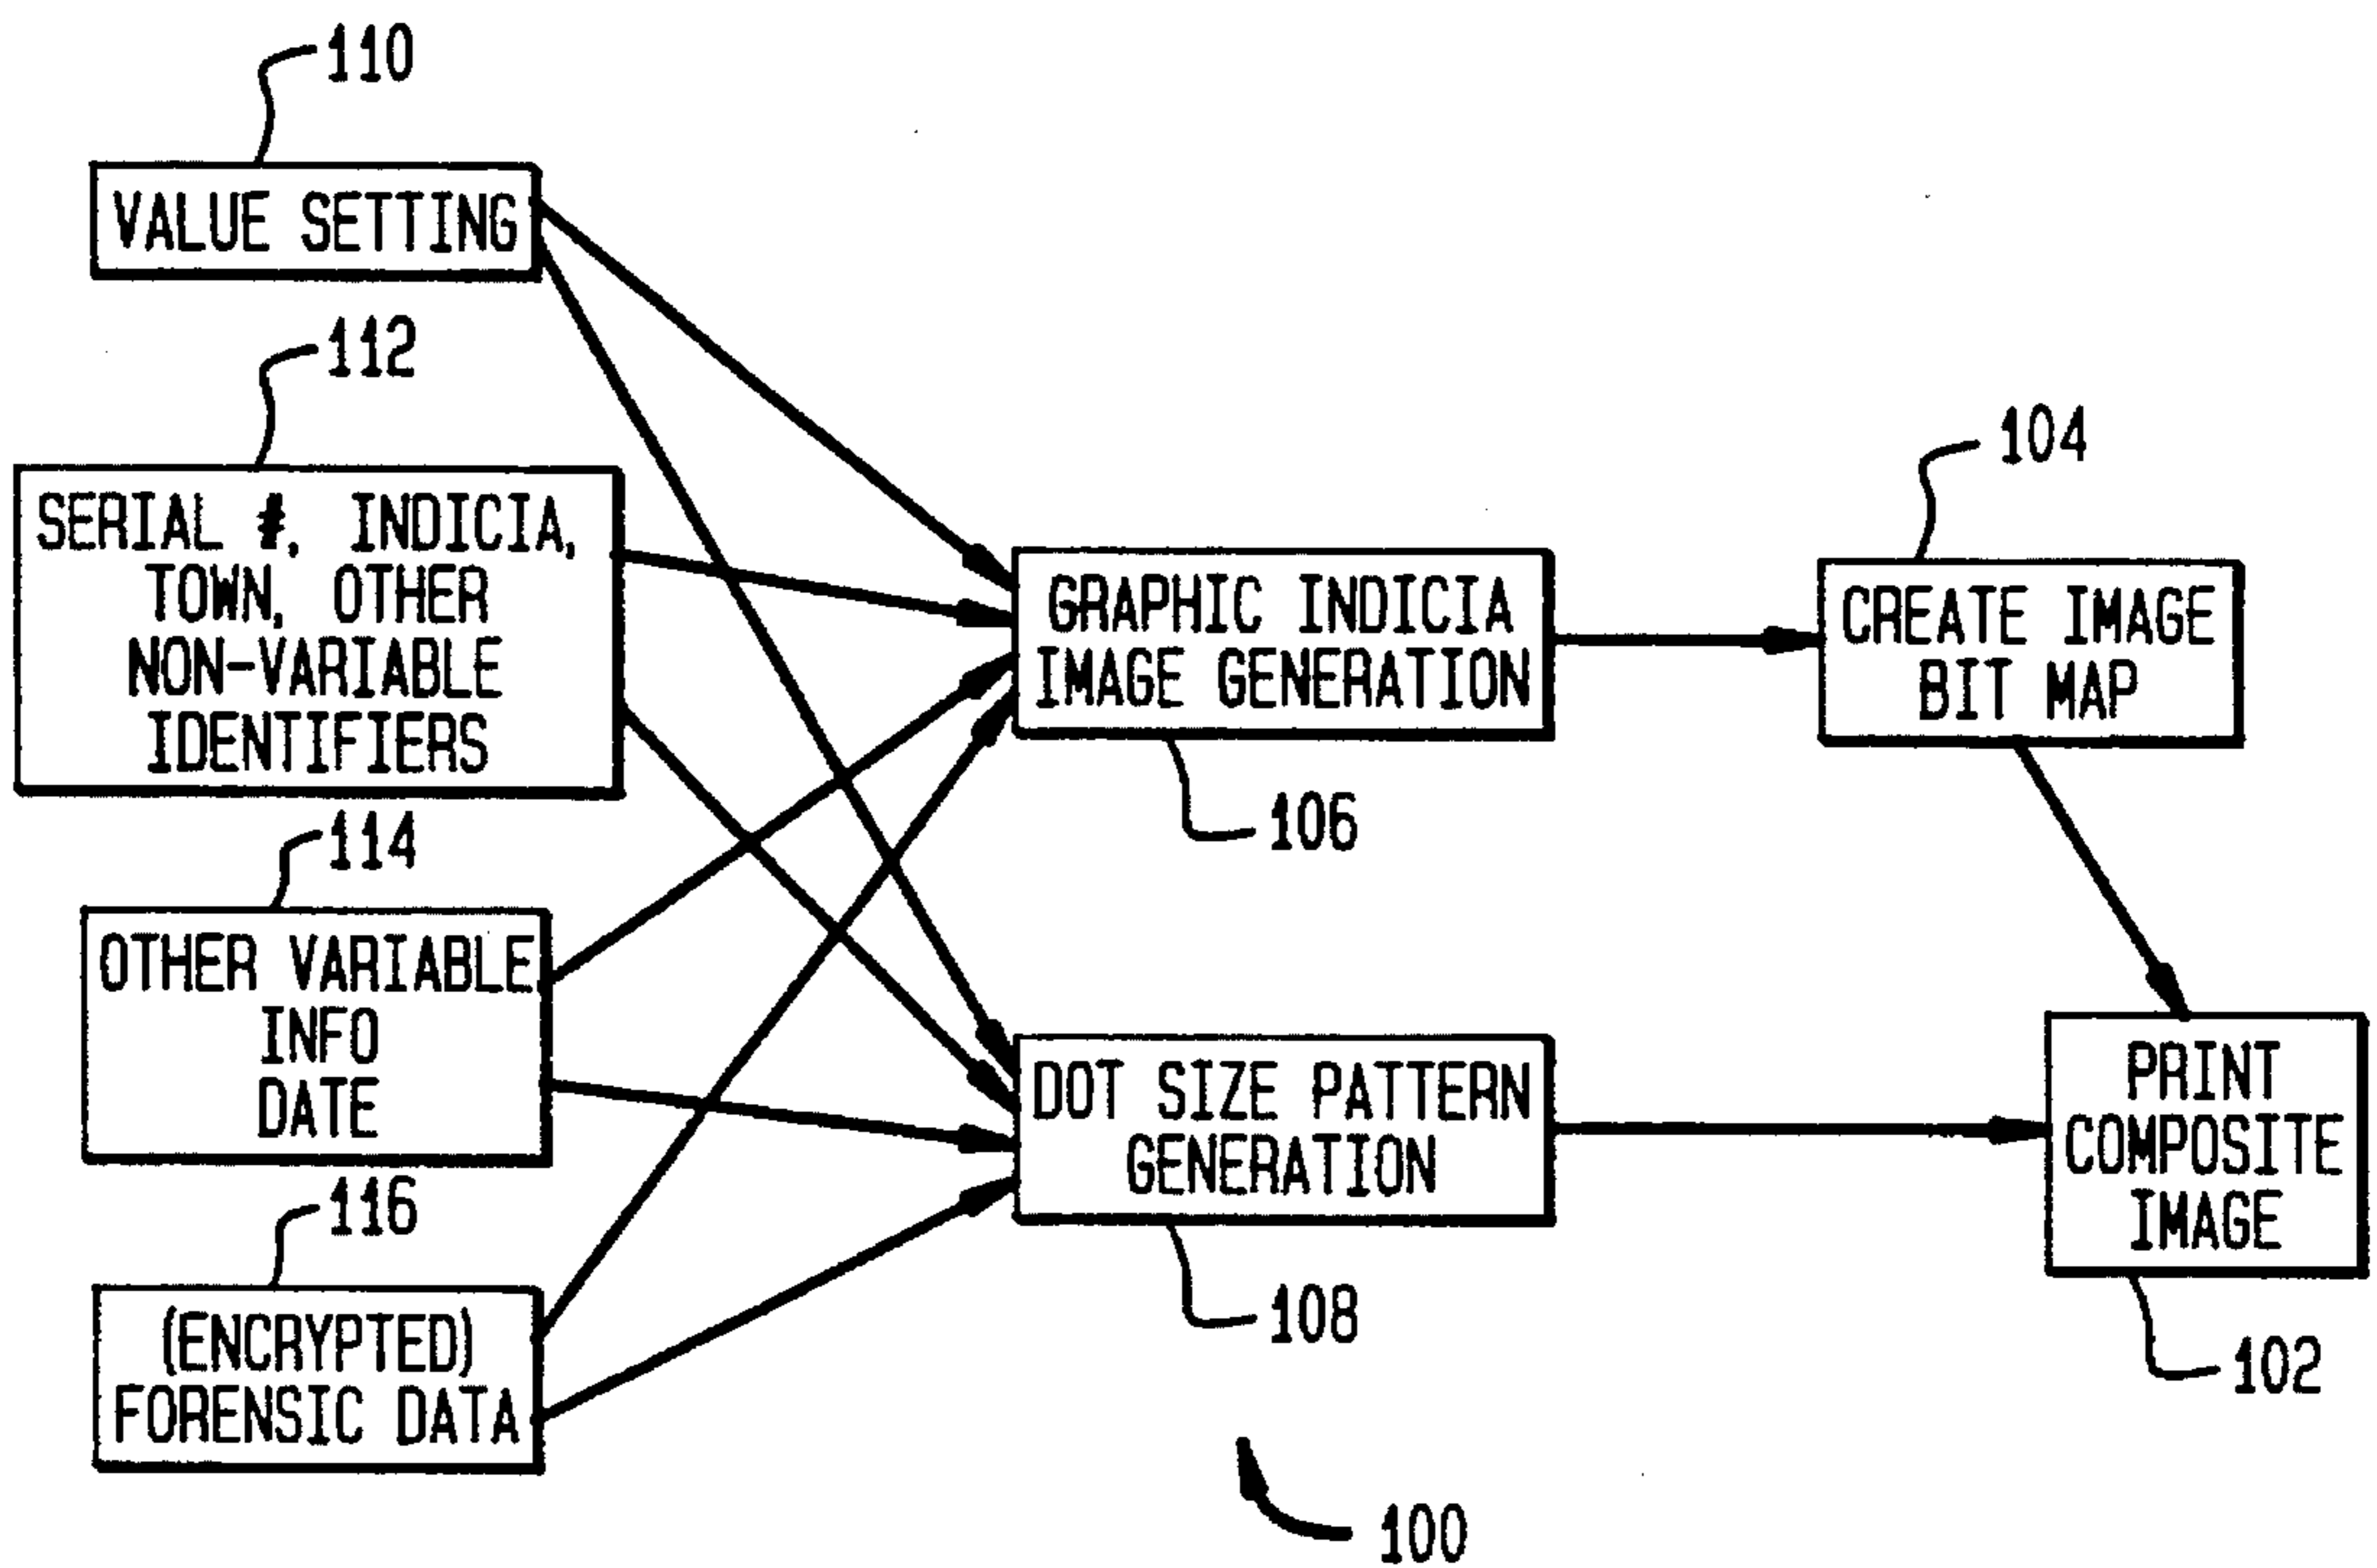 110
VALUE SETTING
112
SERIAL #, INDICIA,
TOWN, OTHER
NON-VARIABLE
IDENTIFIERS
114
OTHER VARIABLE
INFO
DATE
116
(ENCRYPTED)
FORENSIC DATA
GRAPHIC INDICIA
IMAGE GENERATION
106
DOT SIZE PATTERN
GENERATION
108
104
CREATE IMAGE
BIT MAP
PRINT
COMPOSITE
IMAGE
102
100